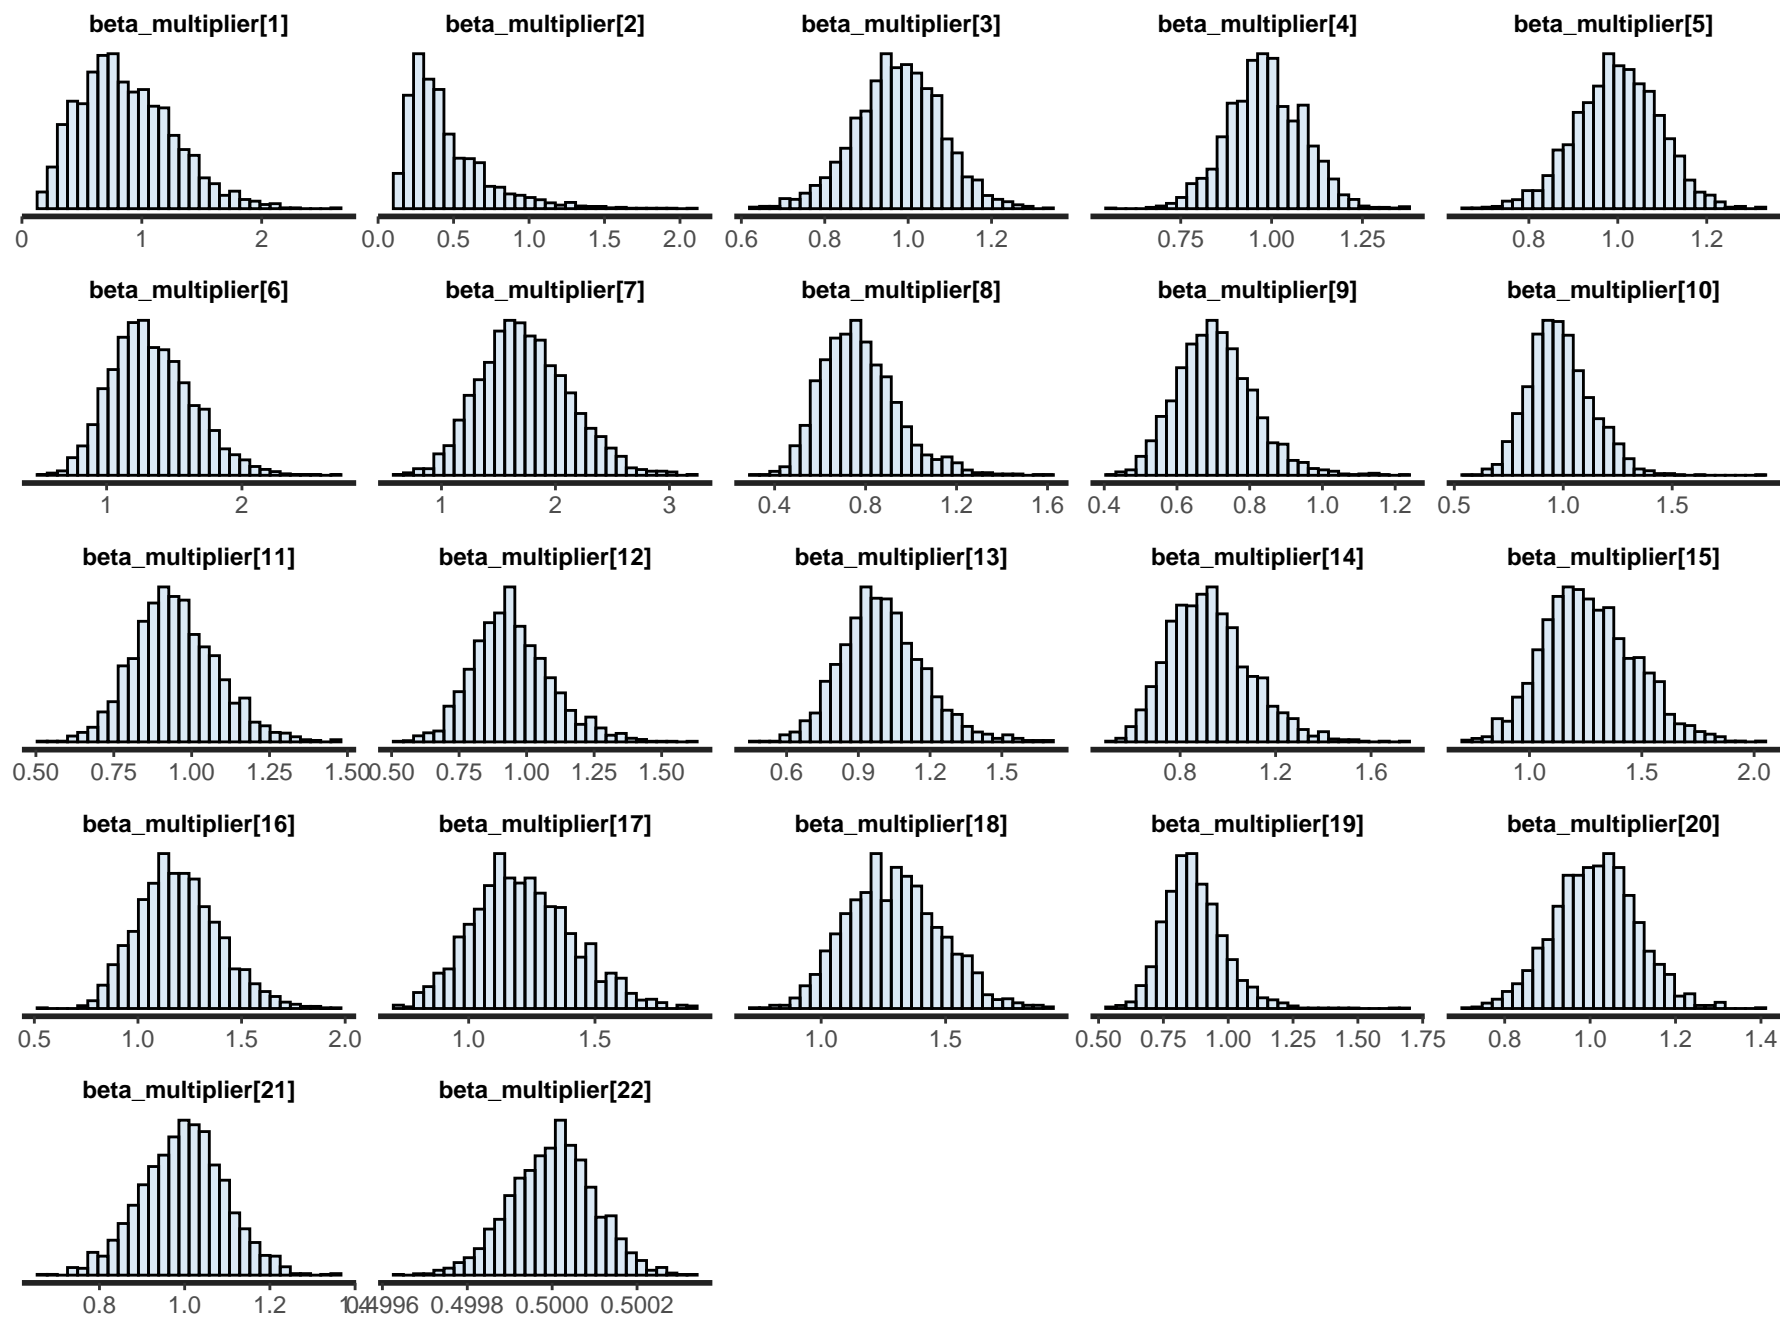 beta_multiplier[1] beta_multiplier[2] beta_multiplier[3] beta_multiplier[4] beta_multiplier[5]
0 1 2 0.0 0.5 1.0 1.5 2.0 0.6 0.8 1.0 1.2 0.75 1.00 1.25 0.8 1.0 1.2
beta_multiplier[6] beta_multiplier[7] beta_multiplier[8] beta_multiplier[9] beta_multiplier[10]
1 2 1 2 3 0.4 0.8 1.2 1.6 0.4 0.6 0.8 1.0 1.2 0.5 1.0 1.5
beta_multiplier[11] beta_multiplier[12] beta_multiplier[13] beta_multiplier[14] beta_multiplier[15]
0.50 0.75 1.00 1.25 1.50 0.50 0.75 1.00 1.25 1.50 0.6 0.9 1.2 1.5 0.8 1.2 1.6 1.0 1.5 2.0
beta_multiplier[16] beta_multiplier[17] beta_multiplier[18] beta_multiplier[19] beta_multiplier[20]
0.5 1.0 1.5 2.0 1.0 1.5 1.0 1.5 0.50 0.75 1.00 1.25 1.50 1.75 0.8 1.0 1.2 1.4
beta_multiplier[21] beta_multiplier[22]
0.8 1.0 1.2 1.4 0.4996 0.4998 0.5000 0.5002